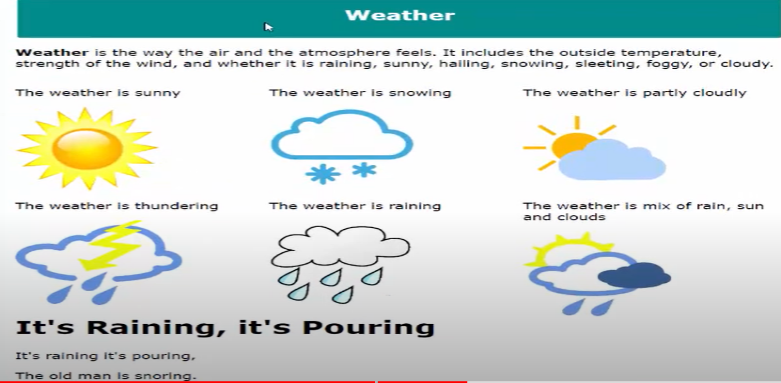 Weather
Weather is the way the air and the atmosphere feels. It includes the outside temperature,
strength of the wind, and whether it is raining, sunny, hailing, snowing, sleeting, foggy, or cloudy.
The weather is sunny
The weather is snowing
The weather is partly cloudly
The weather is thundering
The weather is raining
The weather is mix of rain, sun
and clouds
It's Raining, it's Pouring
It's raining it's pouring,
The old man is snoring.